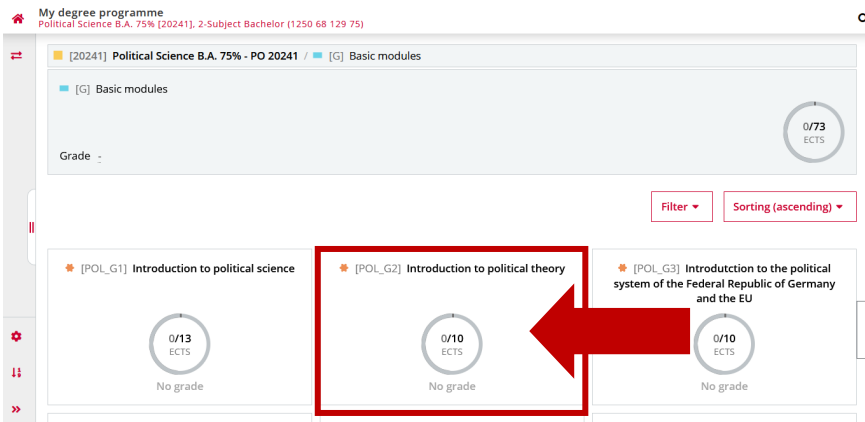 My degree programme
Political Science B.A. 75% [20241], 2-Subject Bachelor (1250 68 129 75)
[20241] Political Science B.A. 75% - PO 20241 / [G] Basic modules
[G] Basic modules
0/73
ECTS
Grade -
Filter
Sorting (ascending)
[POL_G1] Introduction to political science
0/13
ECTS
No grade
[POL_G2] Introduction to political theory
0/10
ECTS
No grade
[POL_G3] Introdutction to the political
system of the Federal Republic of Germany
and the EU
0/10
ECTS
No grade